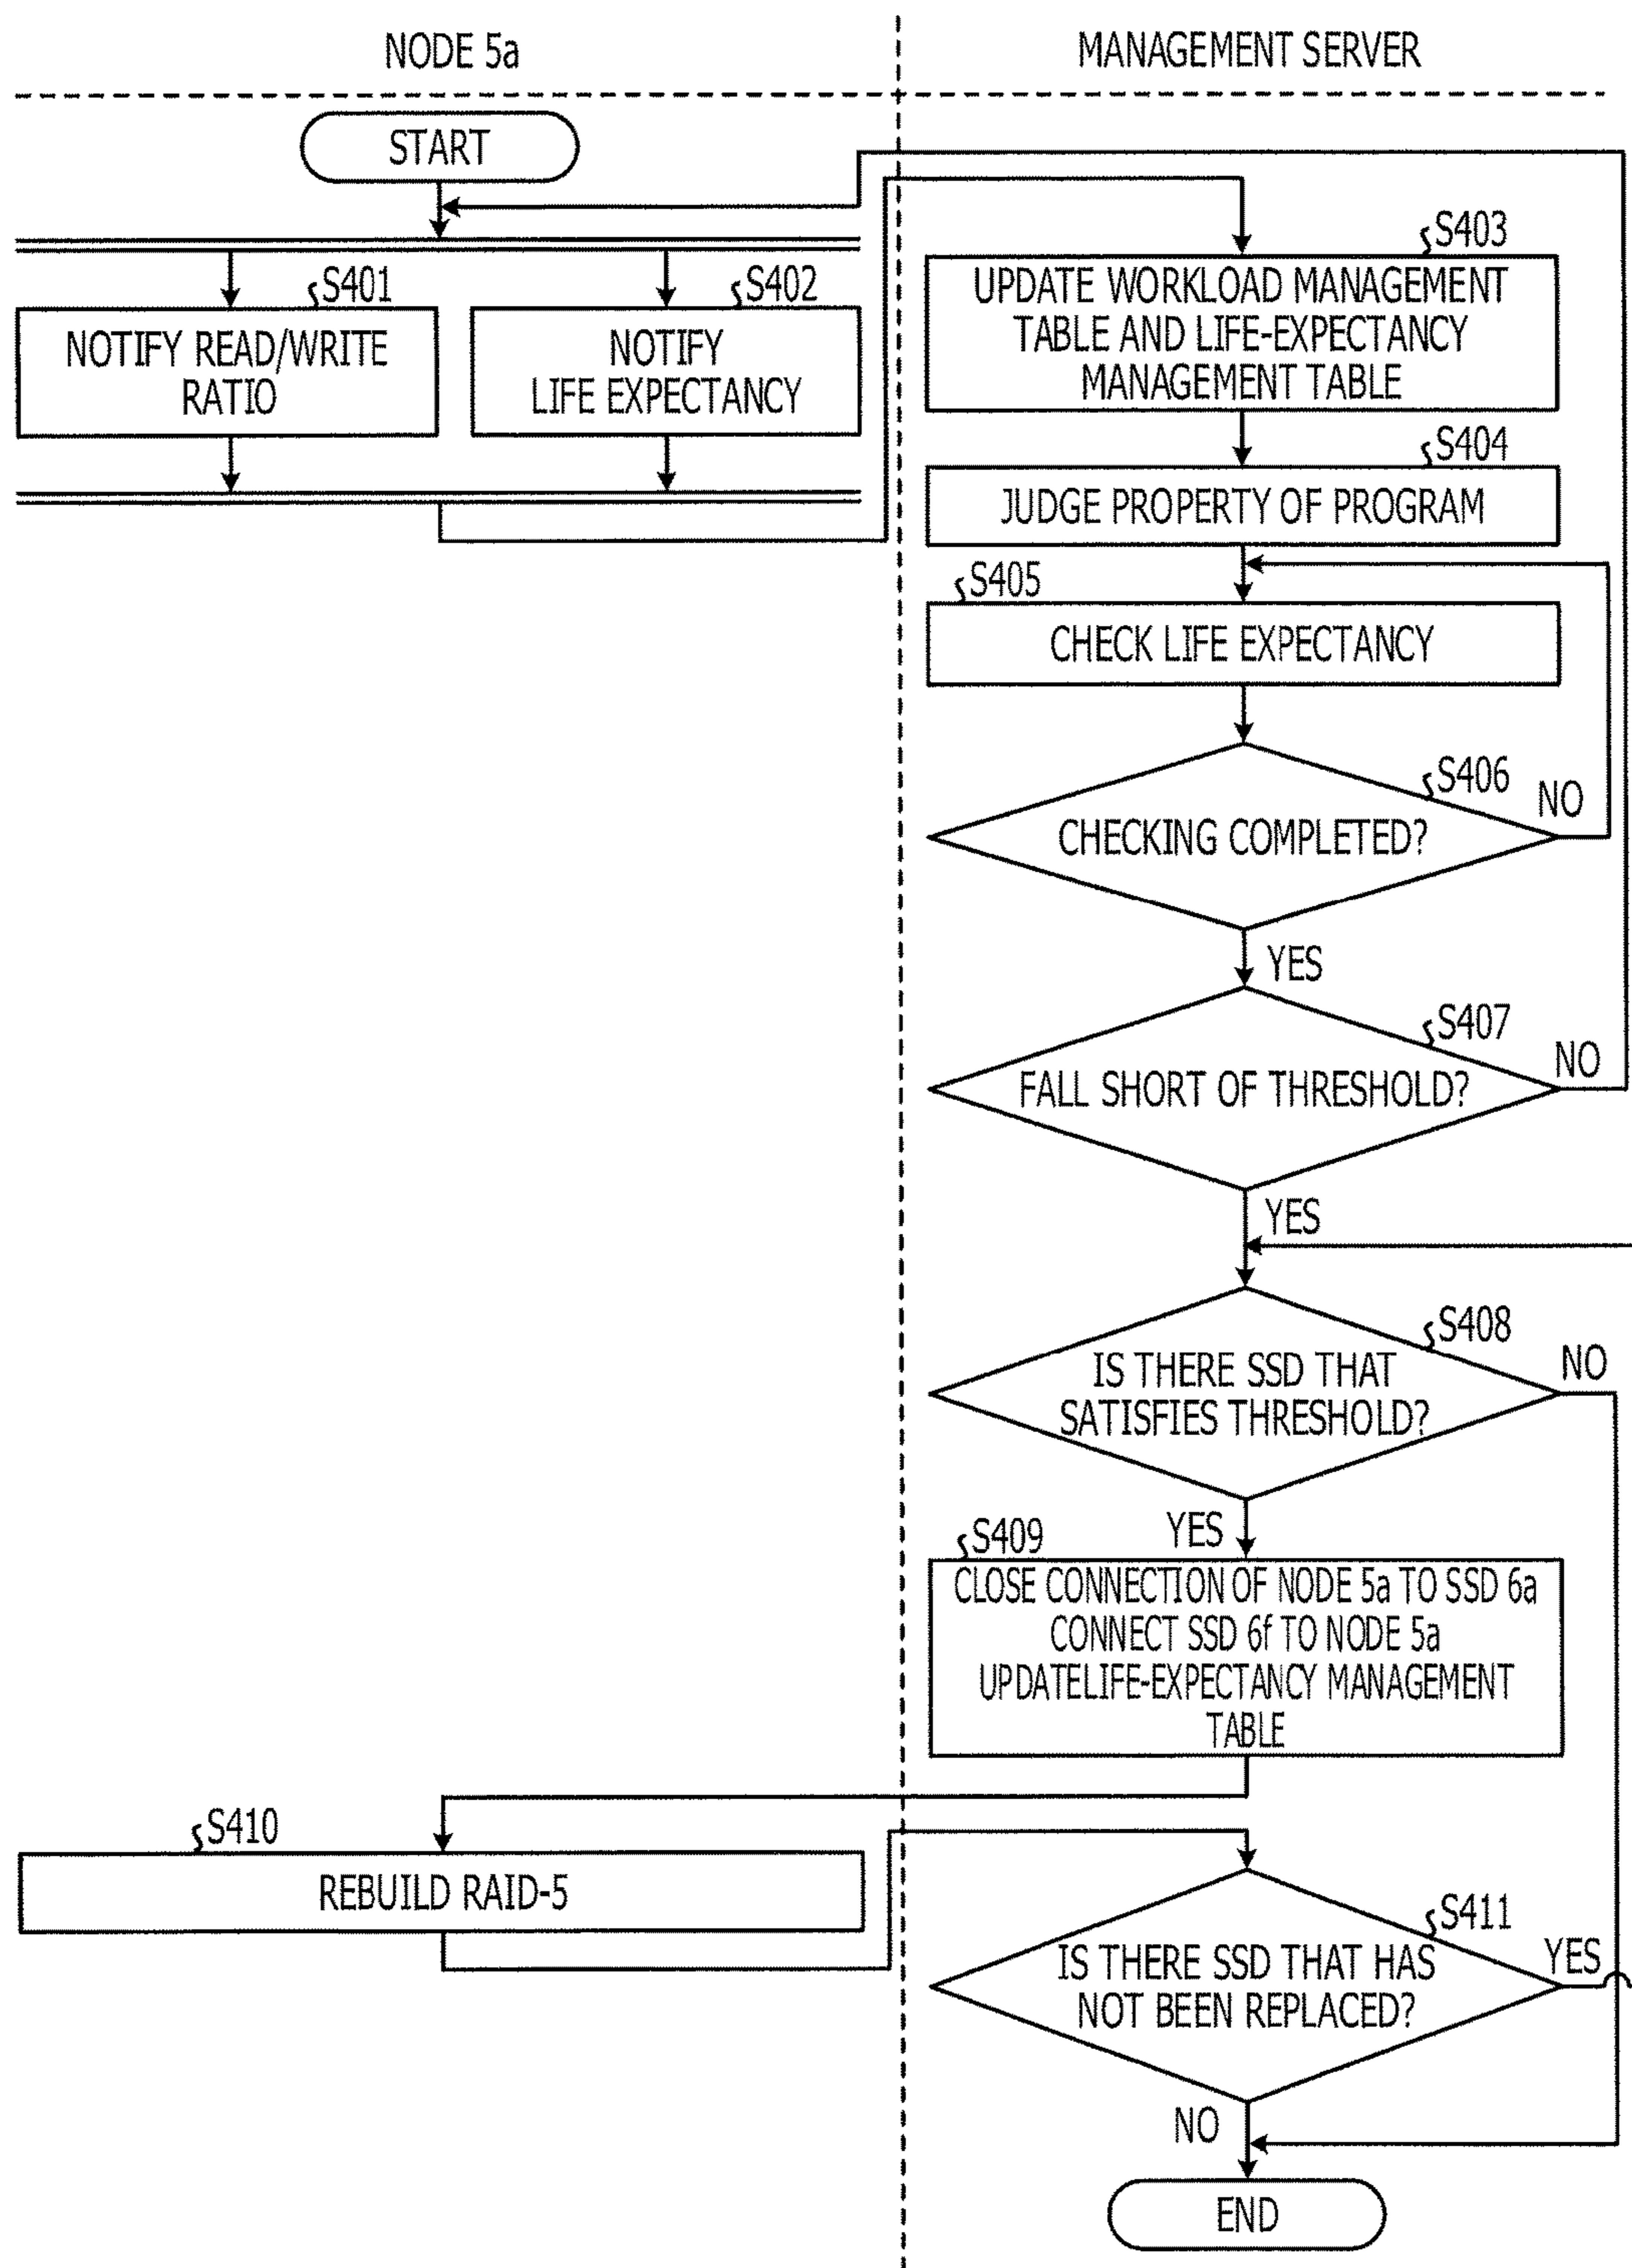 NODE 5a
MANAGEMENT SERVER
START
S401
NOTIFY READ/WRITE
RATIO
S402
NOTIFY
LIFE EXPECTANCY
S403
UPDATE WORKLOAD MANAGEMENT
TABLE AND LIFE-EXPECTANCY
MANAGEMENT TABLE
S404
JUDGE PROPERTY OF PROGRAM
S405
CHECK LIFE EXPECTANCY
S406
CHECKING COMPLETED?
NO
YES
S407
FALL SHORT OF THRESHOLD?
NO
YES
S408
IS THERE SSD THAT
SATISFIES THRESHOLD?
NO
YES
S409
CLOSE CONNECTION OF NODE 5a TO SSD 6a
CONNECT SSD 6f TO NODE 5a
UPDATELIFE-EXPECTANCY MANAGEMENT
TABLE
S410
REBUILD RAID-5
S411
IS THERE SSD THAT HAS
NOT BEEN REPLACED?
YES
NO
END